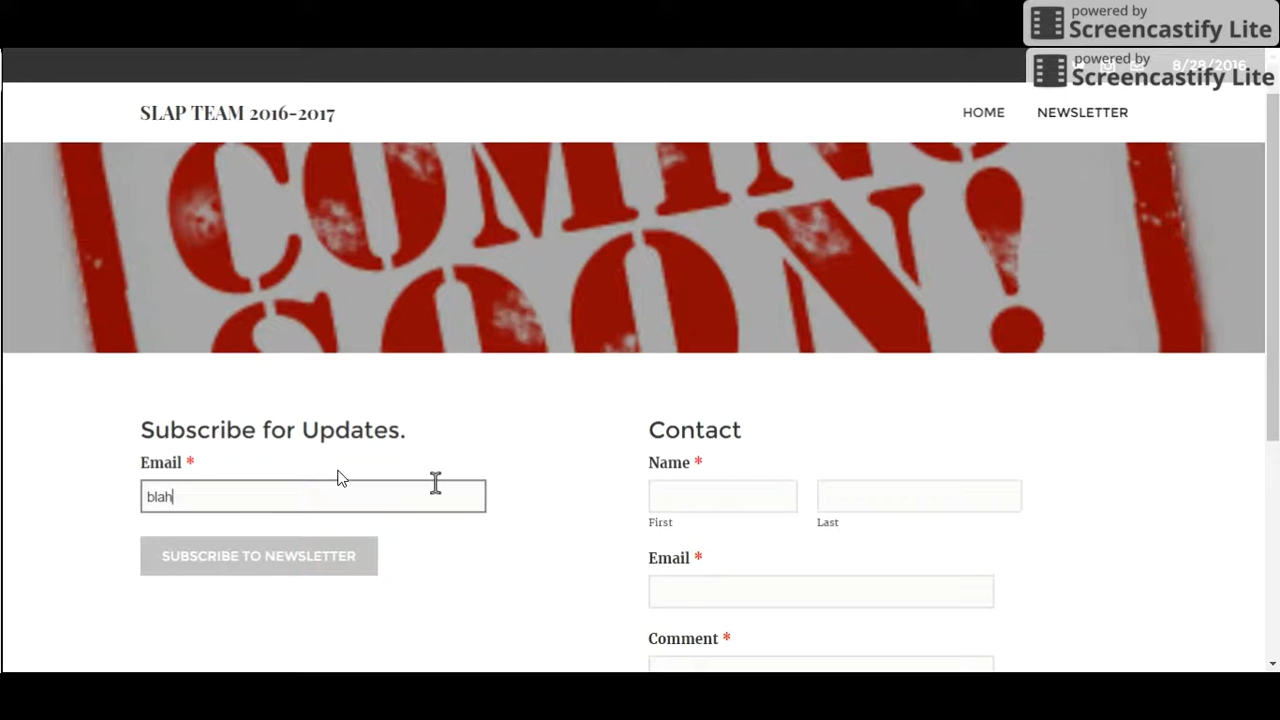 powered by
Screencastify Lite
powered by
Screencastify Lite
8/28/2016
SLAP TEAM 2016-2017
HOME
NEWSLETTER
COMING
SOON!
Subscribe for Updates.
Email *
blah
SUBSCRIBE TO NEWSLETTER
Contact
Name *
First
Last
Email *
Comment *